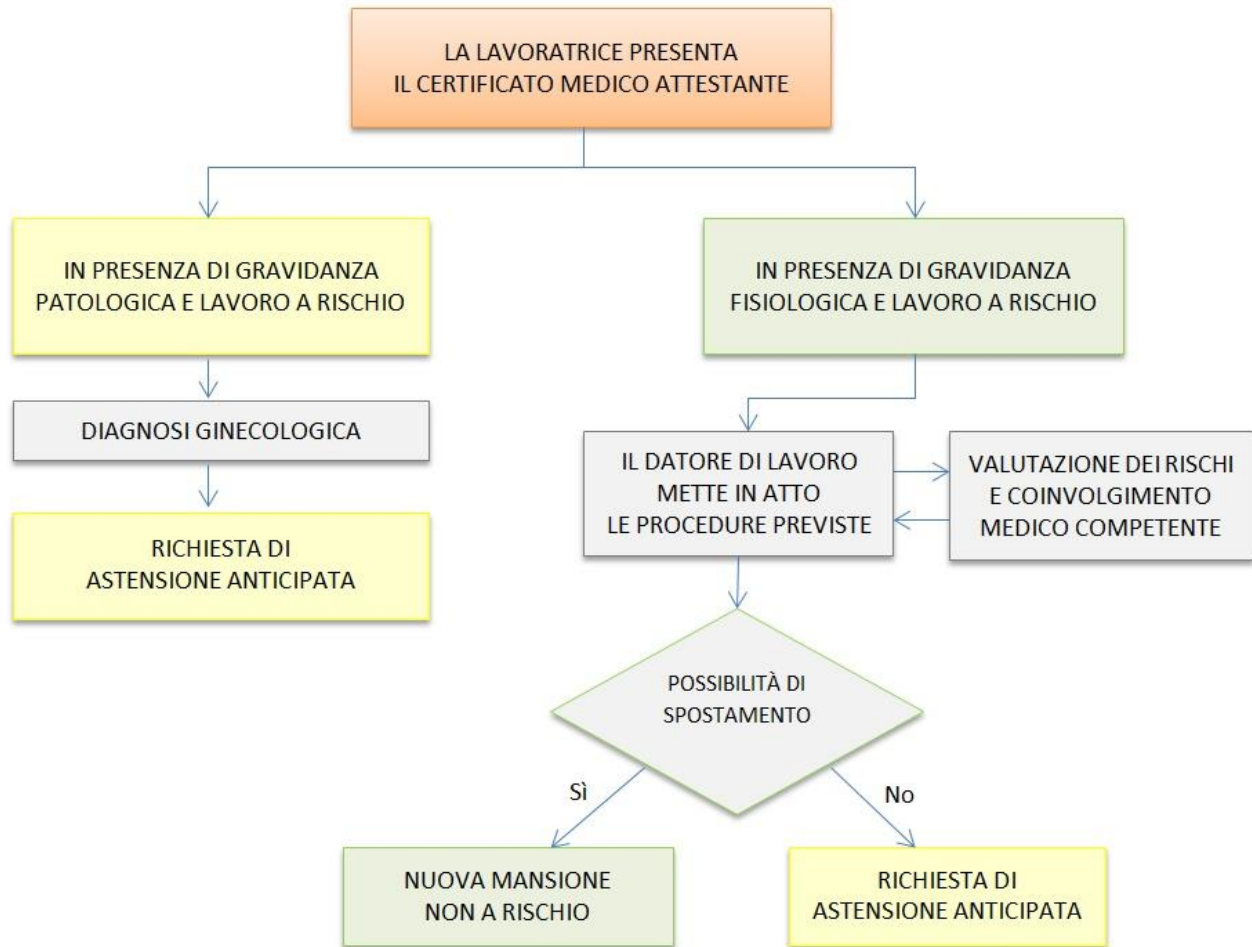 LA LAVORATRICE PRESENTA
IL CERTIFICATO MEDICO ATTESTANTE
IN PRESENZA DI GRAVIDANZA
PATOLOGICA E LAVORO A RISCHIO
IN PRESENZA DI GRAVIDANZA
FISIOLOGICA E LAVORO A RISCHIO
DIAGNOSI GINECOLOGICA
RICHIESTA DI
ASTENSIONE ANTICIPATA
IL DATORE DI LAVORO
METTE IN ATTO
LE PROCEDURE PREVISTE
VALUTAZIONE DEI RISCHI
E COINVOLGIMENTO
MEDICO COMPETENTE
POSSIBILITÀ DI
SPOSTAMENTO
Sì
No
NUOVA MANSIONE
NON A RISCHIO
RICHIESTA DI
ASTENSIONE ANTICIPATA